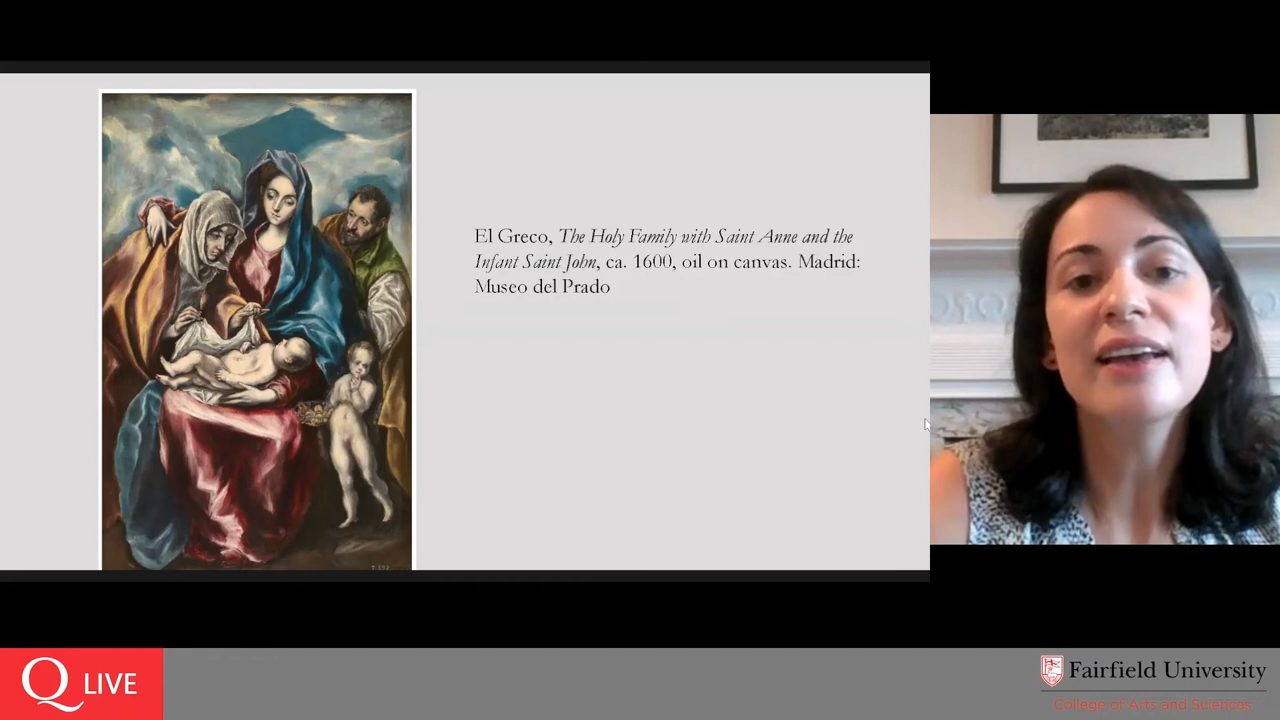 El Greco, The Holy Family with Saint Anne and the
Infant Saint John, ca. 1600, oil on canvas. Madrid:
Museo del Prado
Q LIVE
Fairfield University
College of Arts and Sciences